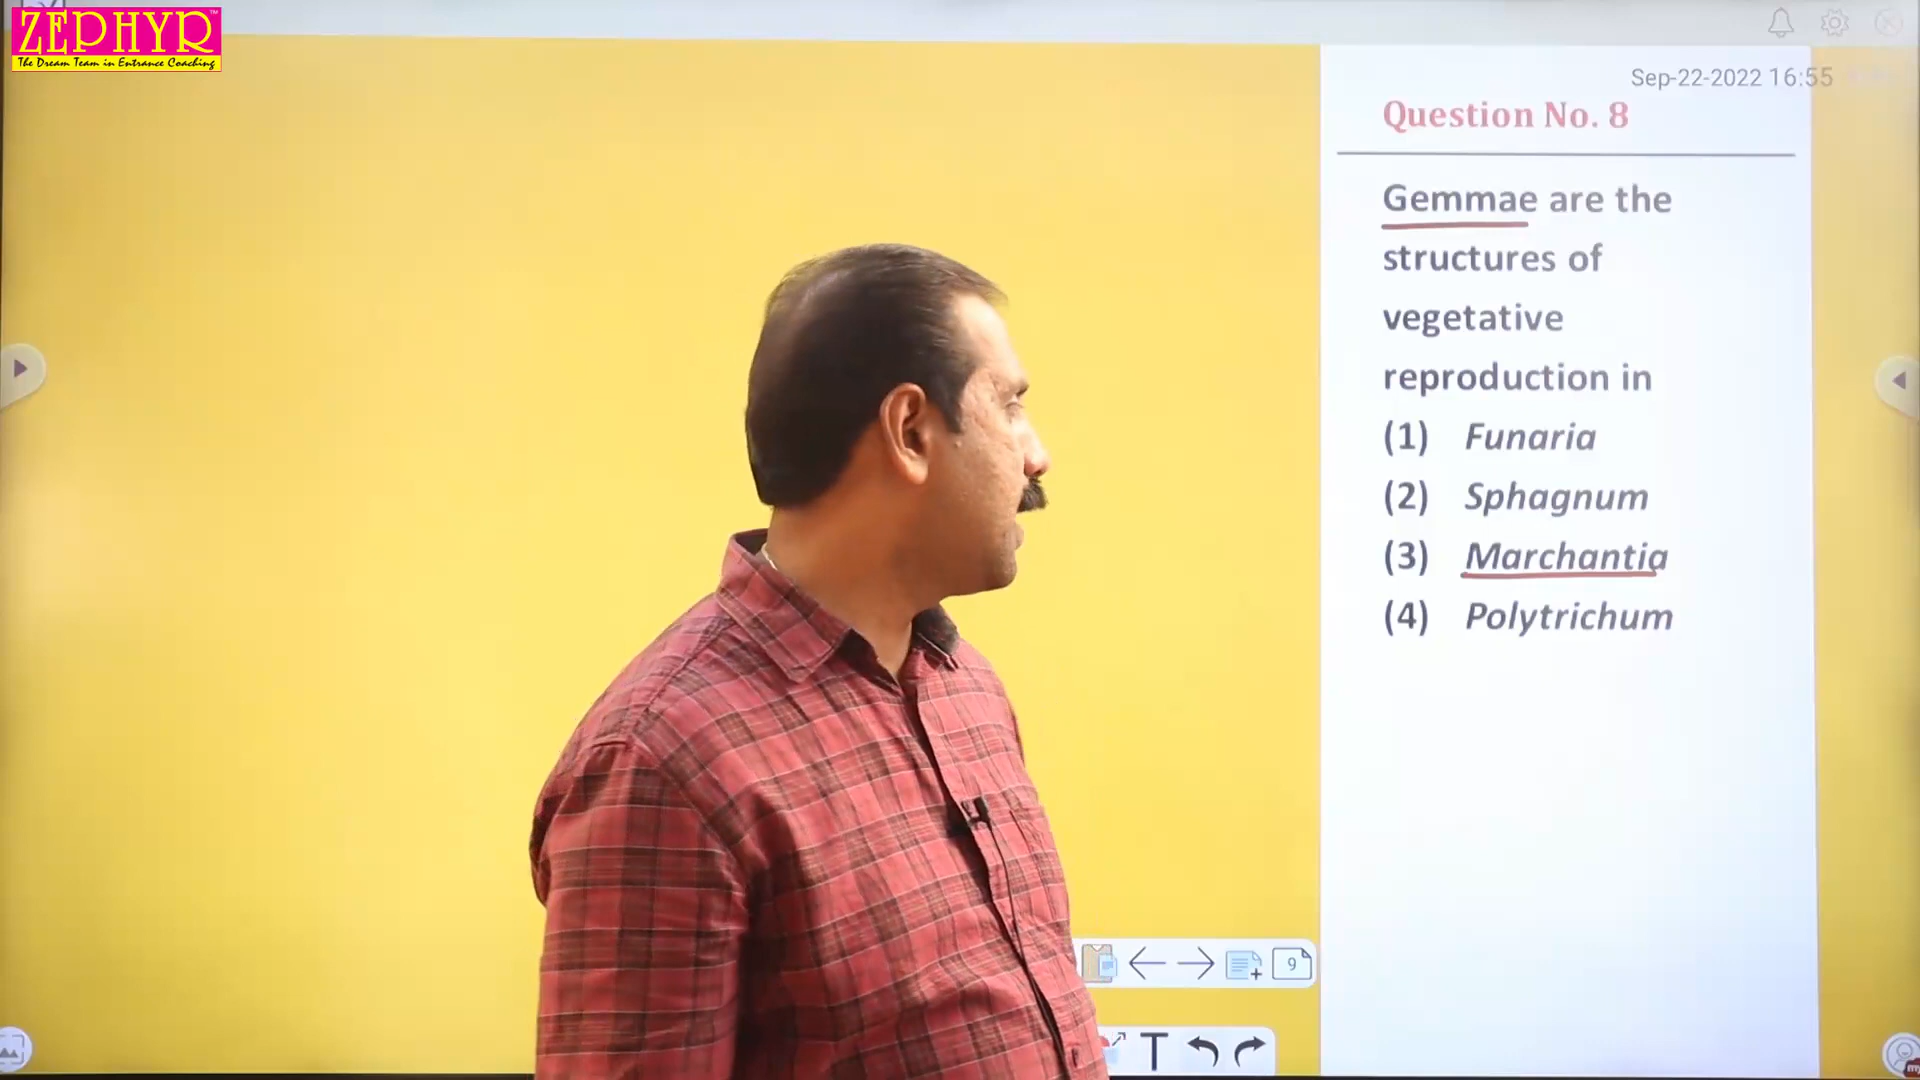 ZEPHYR™
The Dream Team in Entrance Coaching
Sep-22-2022 16:55
Question No. 8
Gemmae are the
structures of
vegetative
reproduction in
(1) Funaria
(2) Sphagnum
(3) Marchantia
(4) Polytrichum
9
T